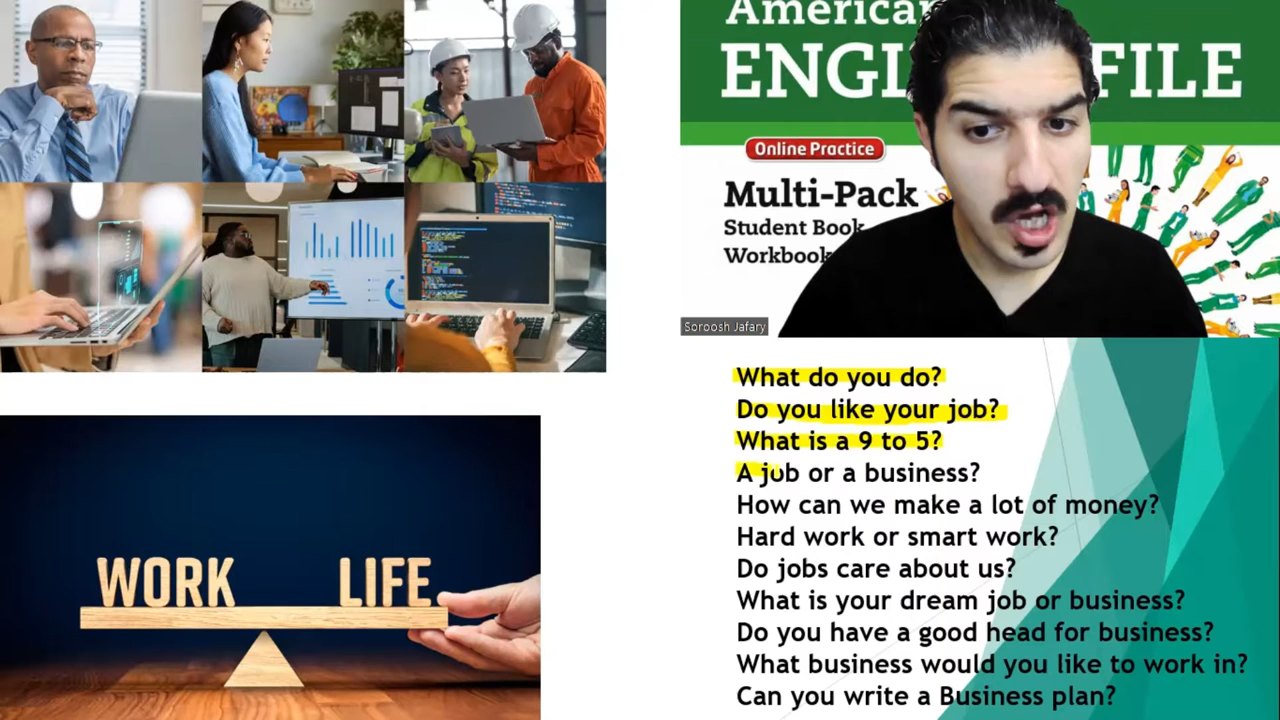 America
ENGL FILE
Online Practice
Multi-Pack
Student Book
Workbook
Soroosh Jafary
What do you do?
Do you like your job?
What is a 9 to 5?
A job or a business?
How can we make a lot of money?
Hard work or smart work?
Do jobs care about us?
What is your dream job or business?
Do you have a good head for business?
What business would you like to work in?
Can you write a Business plan?
WORK LIFE